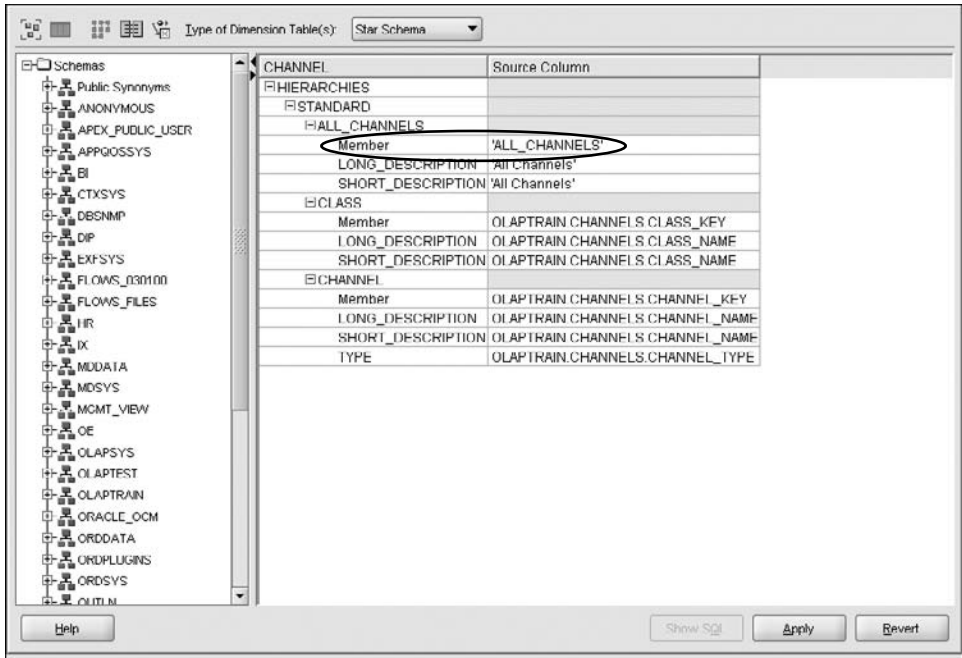 Type of Dimension Table(s): Star Schema
Schemas
Public Synonyms
ANONYMOUS
APEX_PUBLIC_USER
APPQOSSYS
BI
CTXSYS
DBSNMP
DIP
EXFSYS
FLOWS_030100
FLOWS_FILES
HR
IX
MDDATA
MDSYS
MGMT_VIEW
OE
OLAPSYS
OLAPTEST
OLAPTRAIN
ORACLE_OCM
ORDDATA
ORDPLUGINS
ORDSYS
OUTLN
CHANNEL Source Column
HIERARCHIES
STANDARD
ALL_CHANNELS
Member 'ALL_CHANNELS'
LONG_DESCRIPTION 'All Channels'
SHORT_DESCRIPTION 'All Channels'
CLASS
Member OLAPTRAIN.CHANNELS.CLASS_KEY
LONG_DESCRIPTION OLAPTRAIN.CHANNELS.CLASS_NAME
SHORT_DESCRIPTION OLAPTRAIN.CHANNELS.CLASS_NAME
CHANNEL
Member OLAPTRAIN.CHANNELS.CHANNEL_KEY
LONG_DESCRIPTION OLAPTRAIN.CHANNELS.CHANNEL_NAME
SHORT_DESCRIPTION OLAPTRAIN.CHANNELS.CHANNEL_NAME
TYPE OLAPTRAIN.CHANNELS.CHANNEL_TYPE
Help Show SQL Apply Revert